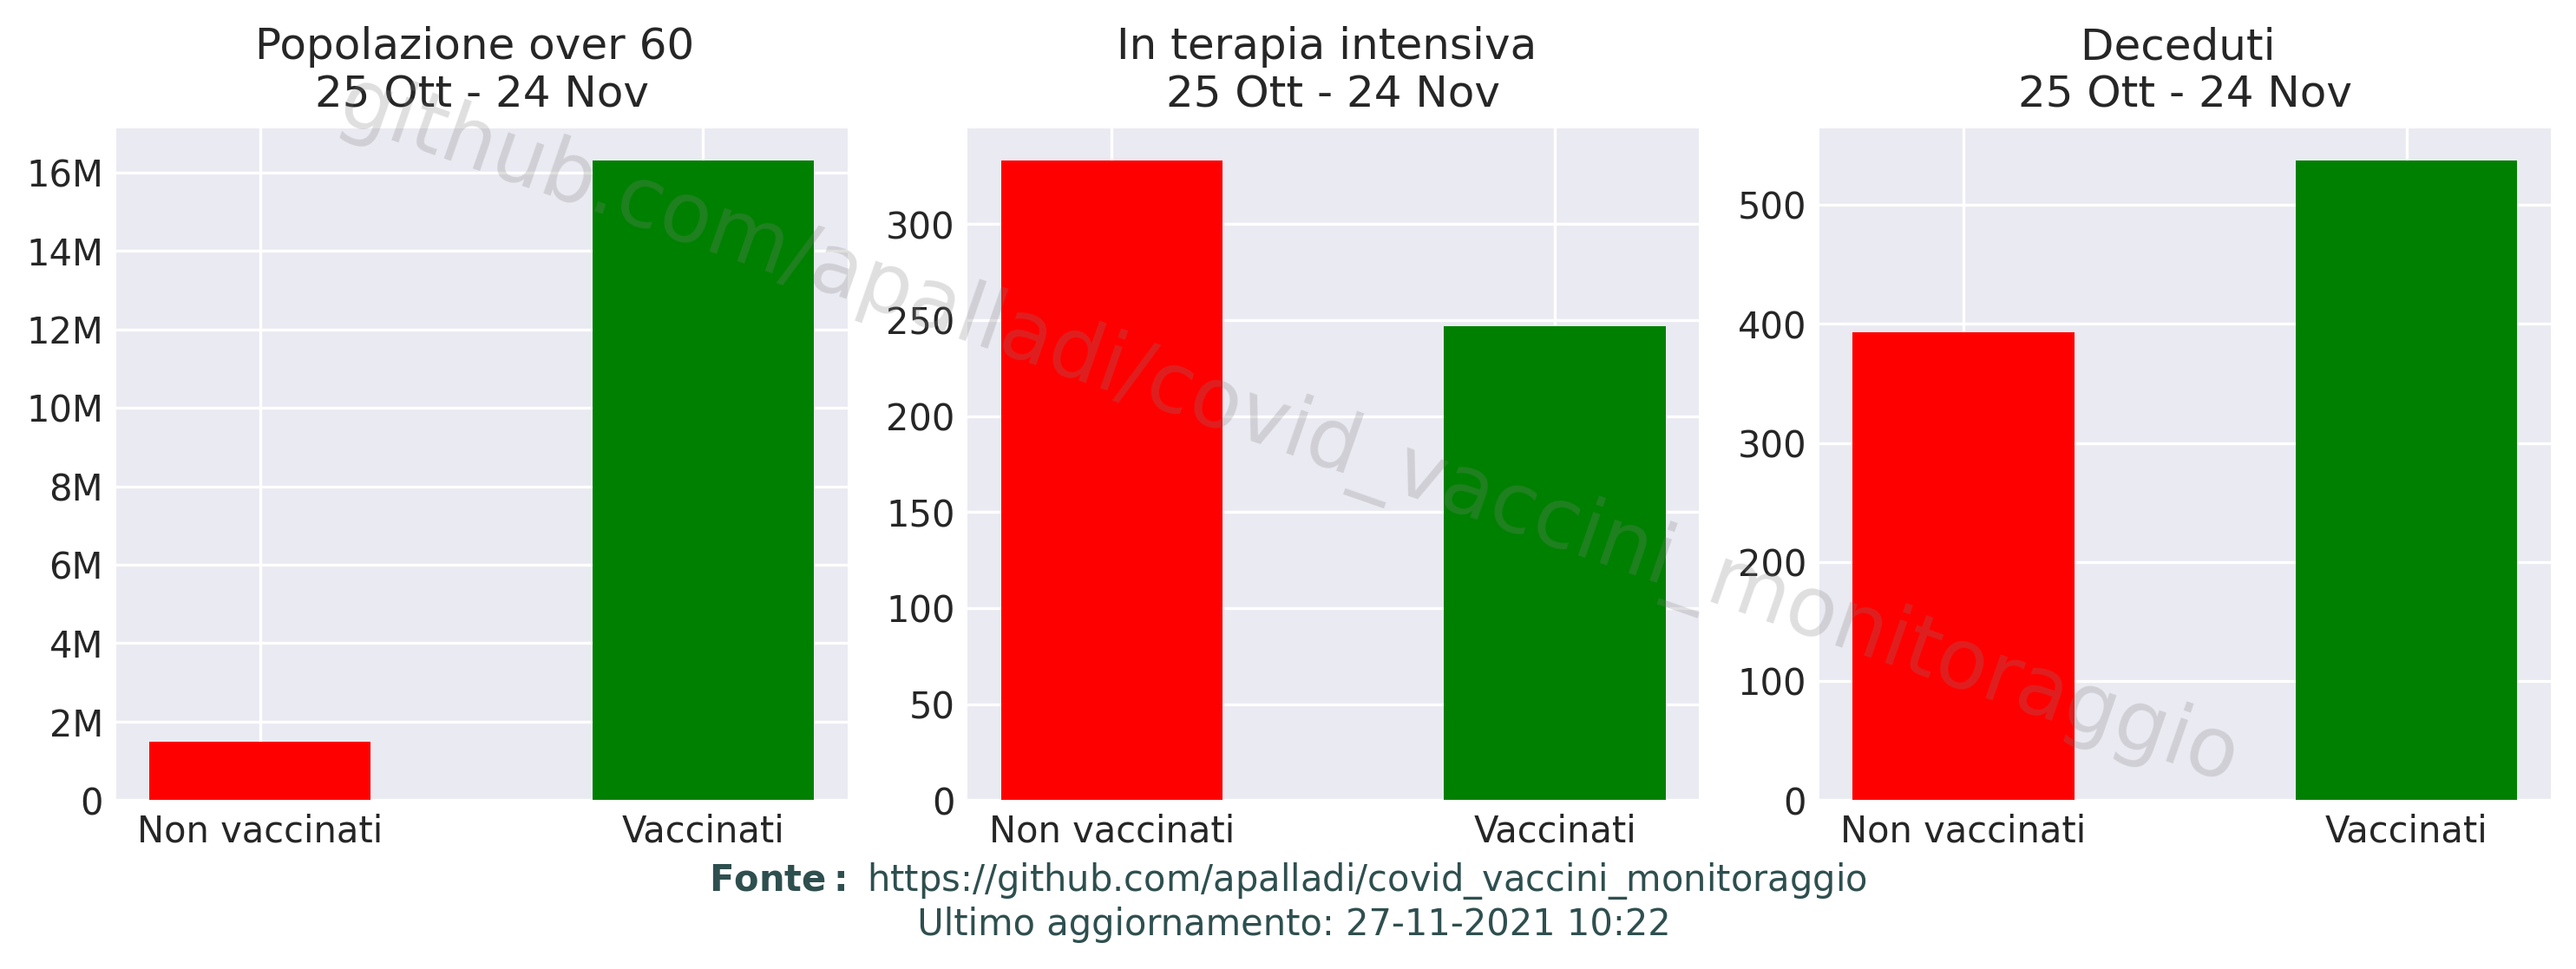 Popolazione over 60
25 Ott - 24 Nov
16M
14M
12M
10M
8M
6M
4M
2M
0
Non vaccinati
Vaccinati
In terapia intensiva
25 Ott - 24 Nov
300
250
200
150
100
50
0
Non vaccinati
Vaccinati
Deceduti
25 Ott - 24 Nov
500
400
300
200
100
0
Non vaccinati
Vaccinati
github.com/apalladi/covid_vaccini_monitoraggio
Fonte: https://github.com/apalladi/covid_vaccini_monitoraggio
Ultimo aggiornamento: 27-11-2021 10:22